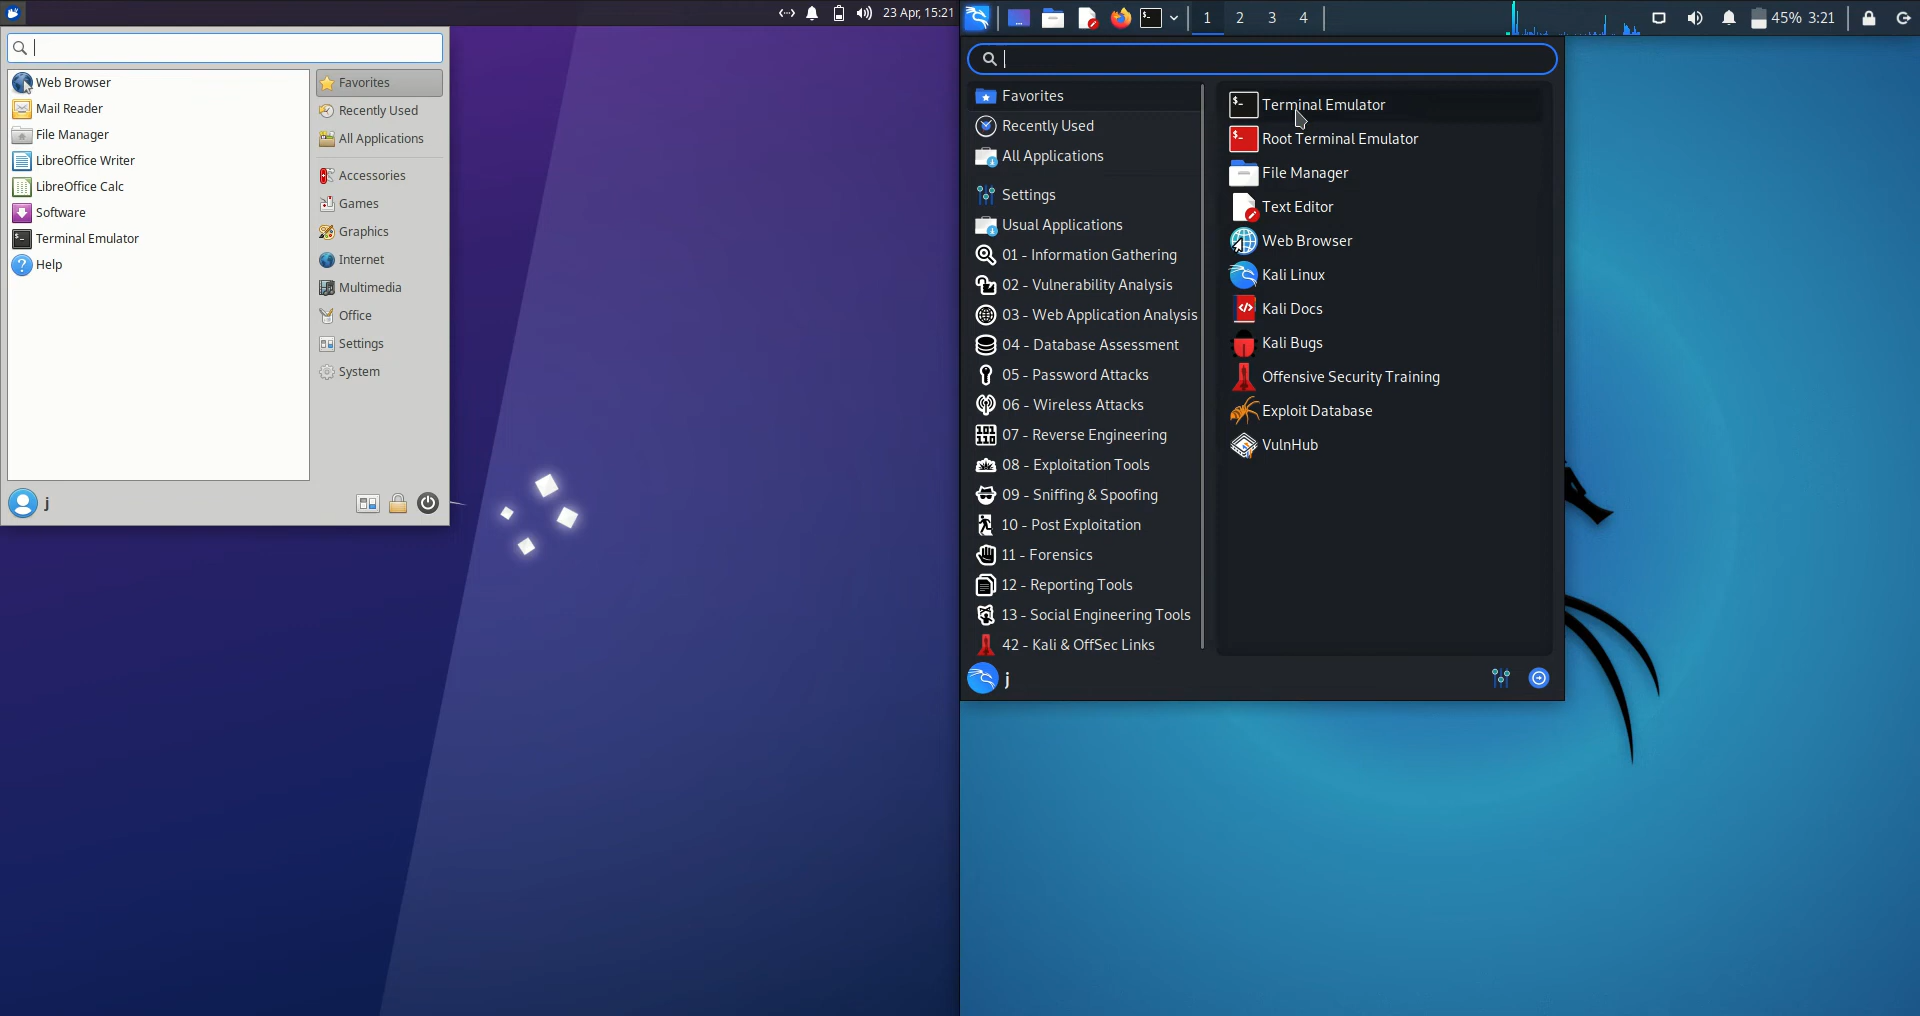 23 Apr, 15:21
Web Browser
Mail Reader
File Manager
LibreOffice Writer
LibreOffice Calc
Software
Terminal Emulator
Help
Favorites
Recently Used
All Applications
Accessories
Games
Graphics
Internet
Multimedia
Office
Settings
System
j
1 2 3 4
45% 3:21
Favorites
Recently Used
All Applications
Settings
Usual Applications
01 - Information Gathering
02 - Vulnerability Analysis
03 - Web Application Analysis
04 - Database Assessment
05 - Password Attacks
06 - Wireless Attacks
07 - Reverse Engineering
08 - Exploitation Tools
09 - Sniffing & Spoofing
10 - Post Exploitation
11 - Forensics
12 - Reporting Tools
13 - Social Engineering Tools
42 - Kali & OffSec Links
Terminal Emulator
Root Terminal Emulator
File Manager
Text Editor
Web Browser
Kali Linux
Kali Docs
Kali Bugs
Offensive Security Training
Exploit Database
VulnHub
j